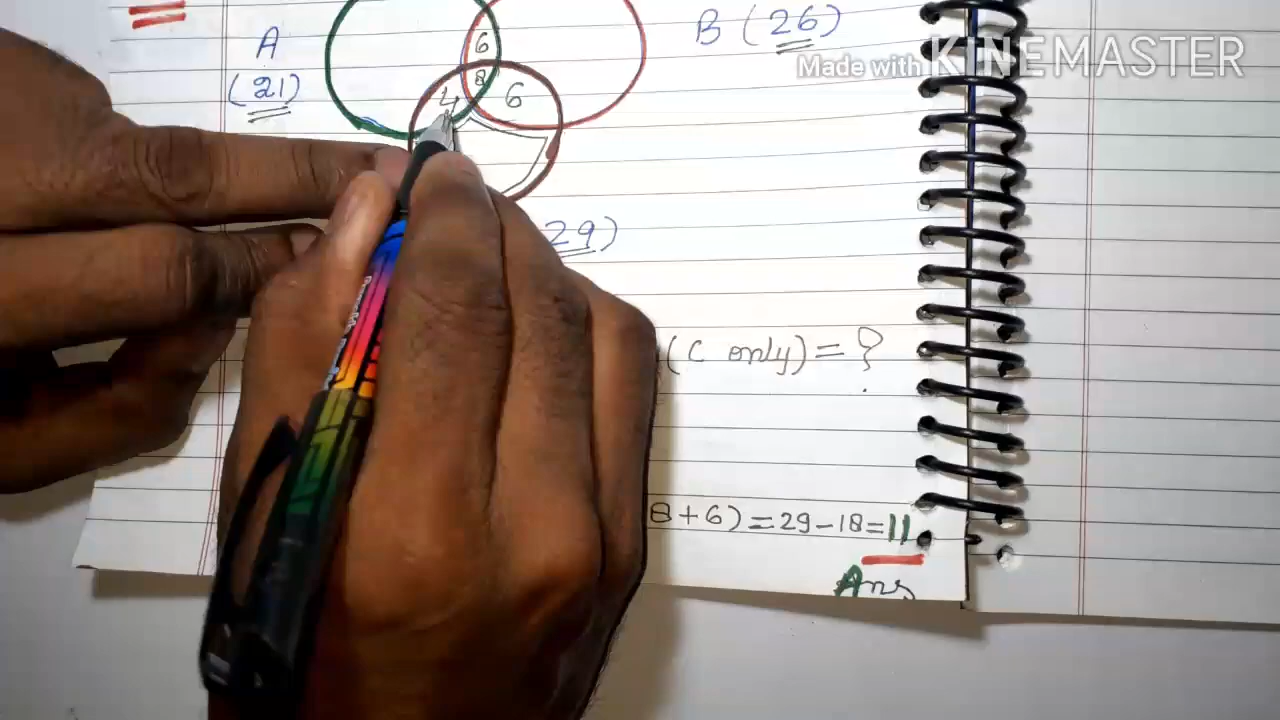 Made with KINEMASTER
A
(21)
B (26)
6
8
4
6
29)
(C only) = ?
8+6) = 29-18 = 11
Ans